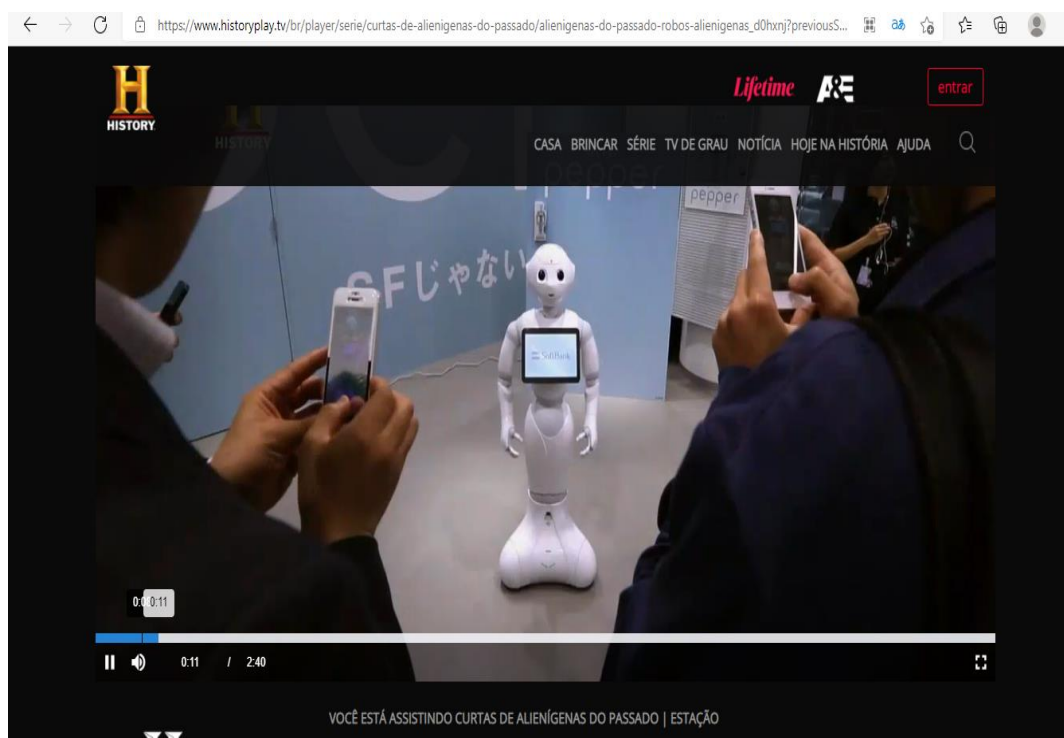 https://www.historyplay.tv/br/player/serie/curtas-de-alienigenas-do-passado/alienigenas-do-passado-robos-alienigenas_d0hxnj?previousS...
Lifetime A&E entrar
HISTORY
HISTORY
CASA BRINCAR SÉRIE TV DE GRAU NOTÍCIA HOJE NA HISTÓRIA AJUDA
pepper
pepper
SFじゃない
SoftBank
0:11
0:11 / 2:40
VOCÊ ESTÁ ASSISTINDO CURTAS DE ALIENÍGENAS DO PASSADO | ESTAÇÃO